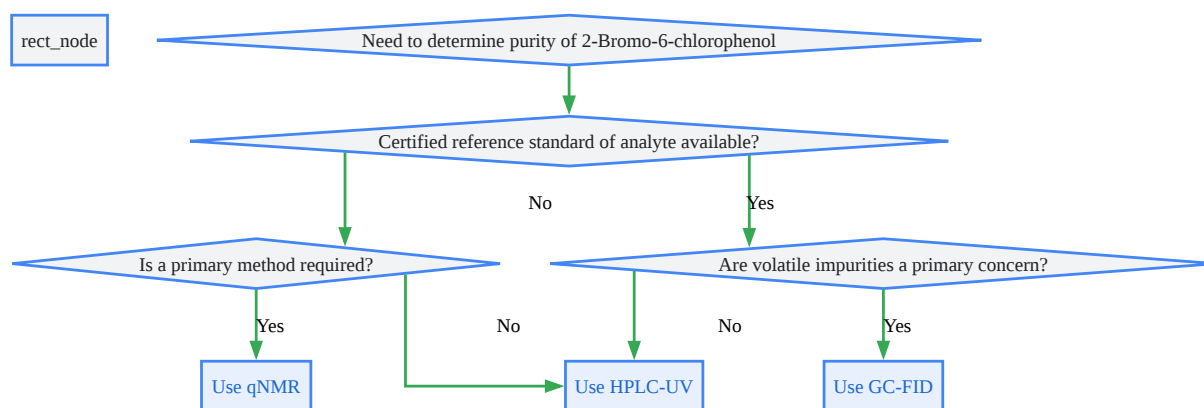 rect_node
Need to determine purity of 2-Bromo-6-chlorophenol
Certified reference standard of analyte available?
No
Yes
Is a primary method required?
Are volatile impurities a primary concern?
Yes
No
No
Yes
Use qNMR
Use HPLC-UV
Use GC-FID